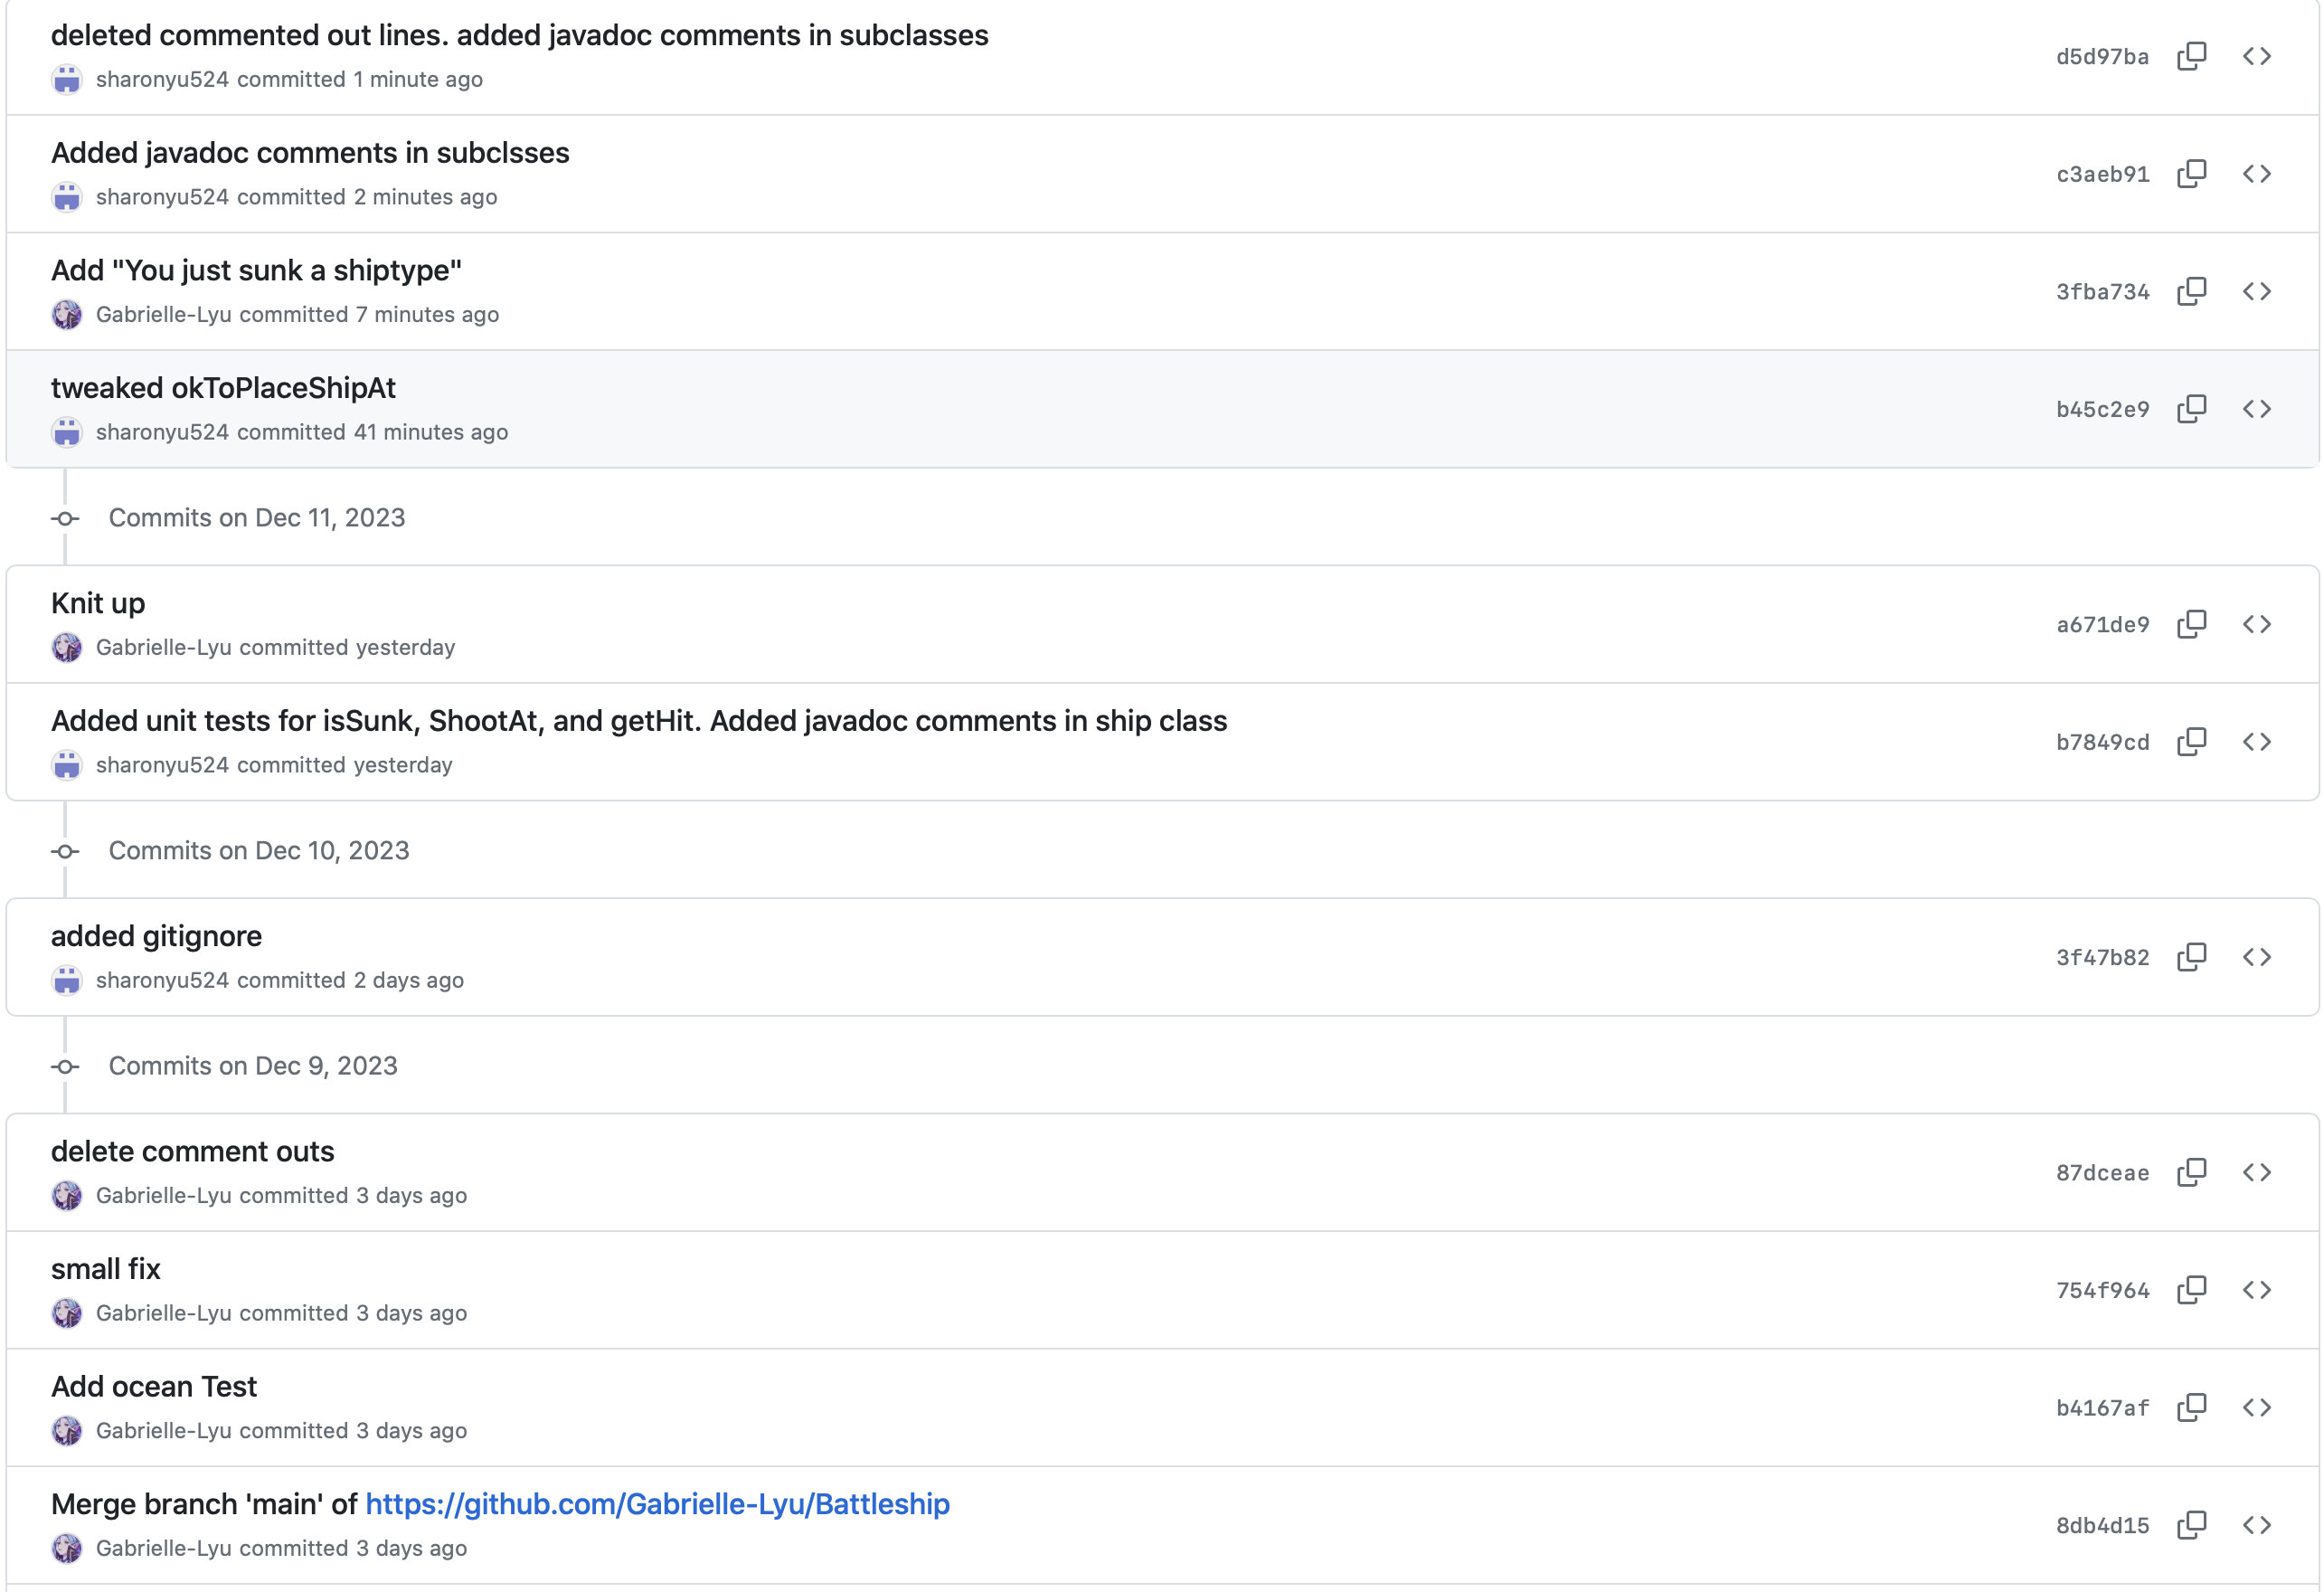 deleted commented out lines. added javadoc comments in subclasses
sharonyu524 committed 1 minute ago
d5d97ba
Added javadoc comments in subclsses
sharonyu524 committed 2 minutes ago
c3aeb91
Add "You just sunk a shiptype"
Gabrielle-Lyu committed 7 minutes ago
3fba734
tweaked okToPlaceShipAt
sharonyu524 committed 41 minutes ago
b45c2e9
Commits on Dec 11, 2023
Knit up
Gabrielle-Lyu committed yesterday
a671de9
Added unit tests for isSunk, ShootAt, and getHit. Added javadoc comments in ship class
sharonyu524 committed yesterday
b7849cd
Commits on Dec 10, 2023
added gitignore
sharonyu524 committed 2 days ago
3f47b82
Commits on Dec 9, 2023
delete comment outs
Gabrielle-Lyu committed 3 days ago
87dceae
small fix
Gabrielle-Lyu committed 3 days ago
754f964
Add ocean Test
Gabrielle-Lyu committed 3 days ago
b4167af
Merge branch 'main' of https://github.com/Gabrielle-Lyu/Battleship
Gabrielle-Lyu committed 3 days ago
8db4d15